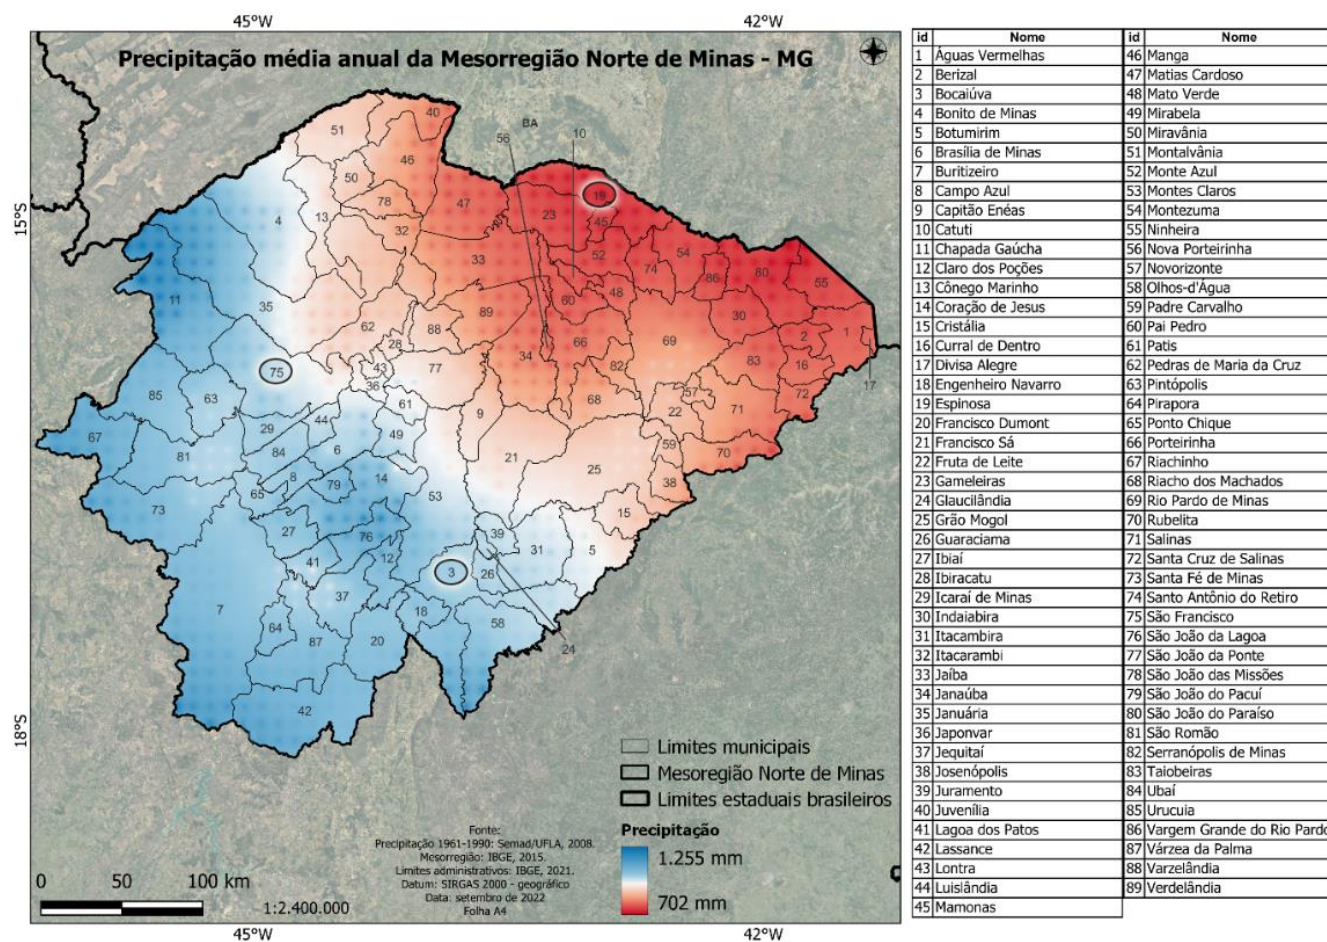 45°W
42°W
Precipitação média anual da Mesorregião Norte de Minas - MG
15°S
18°S
BA
40
51
56
10
46
50
19
78
47
23
45
4
13
32
52
54
33
74
80
86
55
11
35
60
48
30
62
88
89
69
2
1
28
34
66
83
16
75
43
77
82
17
36
57
72
85
63
61
9
68
22
71
67
29
44
49
59
81
84
6
21
25
70
8
79
14
38
65
53
73
15
27
76
39
31
5
41
12
3
26
37
7
18
64
58
87
20
24
42
Limites municipais
Mesoregião Norte de Minas
Limites estaduais brasileiros
Precipitação
1.255 mm
702 mm
Fonte:
Precipitação 1961-1990: Semad/UFLA, 2008.
Mesorregião: IBGE, 2015.
Limites administrativos: IBGE, 2021.
Datum: SIRGAS 2000 - geográfico
Data: setembro de 2022
Folha A4
0 50 100 km
1:2.400.000
45°W
42°W
id Nome id Nome
1 Águas Vermelhas 46 Manga
2 Berizal 47 Matias Cardoso
3 Bocaiúva 48 Mato Verde
4 Bonito de Minas 49 Mirabela
5 Botumirim 50 Miravânia
6 Brasília de Minas 51 Montalvânia
7 Buritizeiro 52 Monte Azul
8 Campo Azul 53 Montes Claros
9 Capitão Enéas 54 Montezuma
10 Catuti 55 Ninheira
11 Chapada Gaúcha 56 Nova Porteirinha
12 Claro dos Poções 57 Novorizonte
13 Cônego Marinho 58 Olhos-d'Água
14 Coração de Jesus 59 Padre Carvalho
15 Cristália 60 Pai Pedro
16 Curral de Dentro 61 Patis
17 Divisa Alegre 62 Pedras de Maria da Cruz
18 Engenheiro Navarro 63 Pintópolis
19 Espinosa 64 Pirapora
20 Francisco Dumont 65 Ponto Chique
21 Francisco Sá 66 Porteirinha
22 Fruta de Leite 67 Riachinho
23 Gameleiras 68 Riacho dos Machados
24 Glaucilândia 69 Rio Pardo de Minas
25 Grão Mogol 70 Rubelita
26 Guaraciama 71 Salinas
27 Ibiaí 72 Santa Cruz de Salinas
28 Ibiracatu 73 Santa Fé de Minas
29 Icaraí de Minas 74 Santo Antônio do Retiro
30 Indaiabira 75 São Francisco
31 Itacambira 76 São João da Lagoa
32 Itacarambi 77 São João da Ponte
33 Jaíba 78 São João das Missões
34 Janaúba 79 São João do Pacuí
35 Januária 80 São João do Paraíso
36 Japonvar 81 São Romão
37 Jequitaí 82 Serranópolis de Minas
38 Josenópolis 83 Taiobeiras
39 Juramento 84 Ubaí
40 Juvenília 85 Urucuia
41 Lagoa dos Patos 86 Vargem Grande do Rio Pardo
42 Lassance 87 Várzea da Palma
43 Lontra 88 Varzelândia
44 Luislândia 89 Verdelândia
45 Mamonas